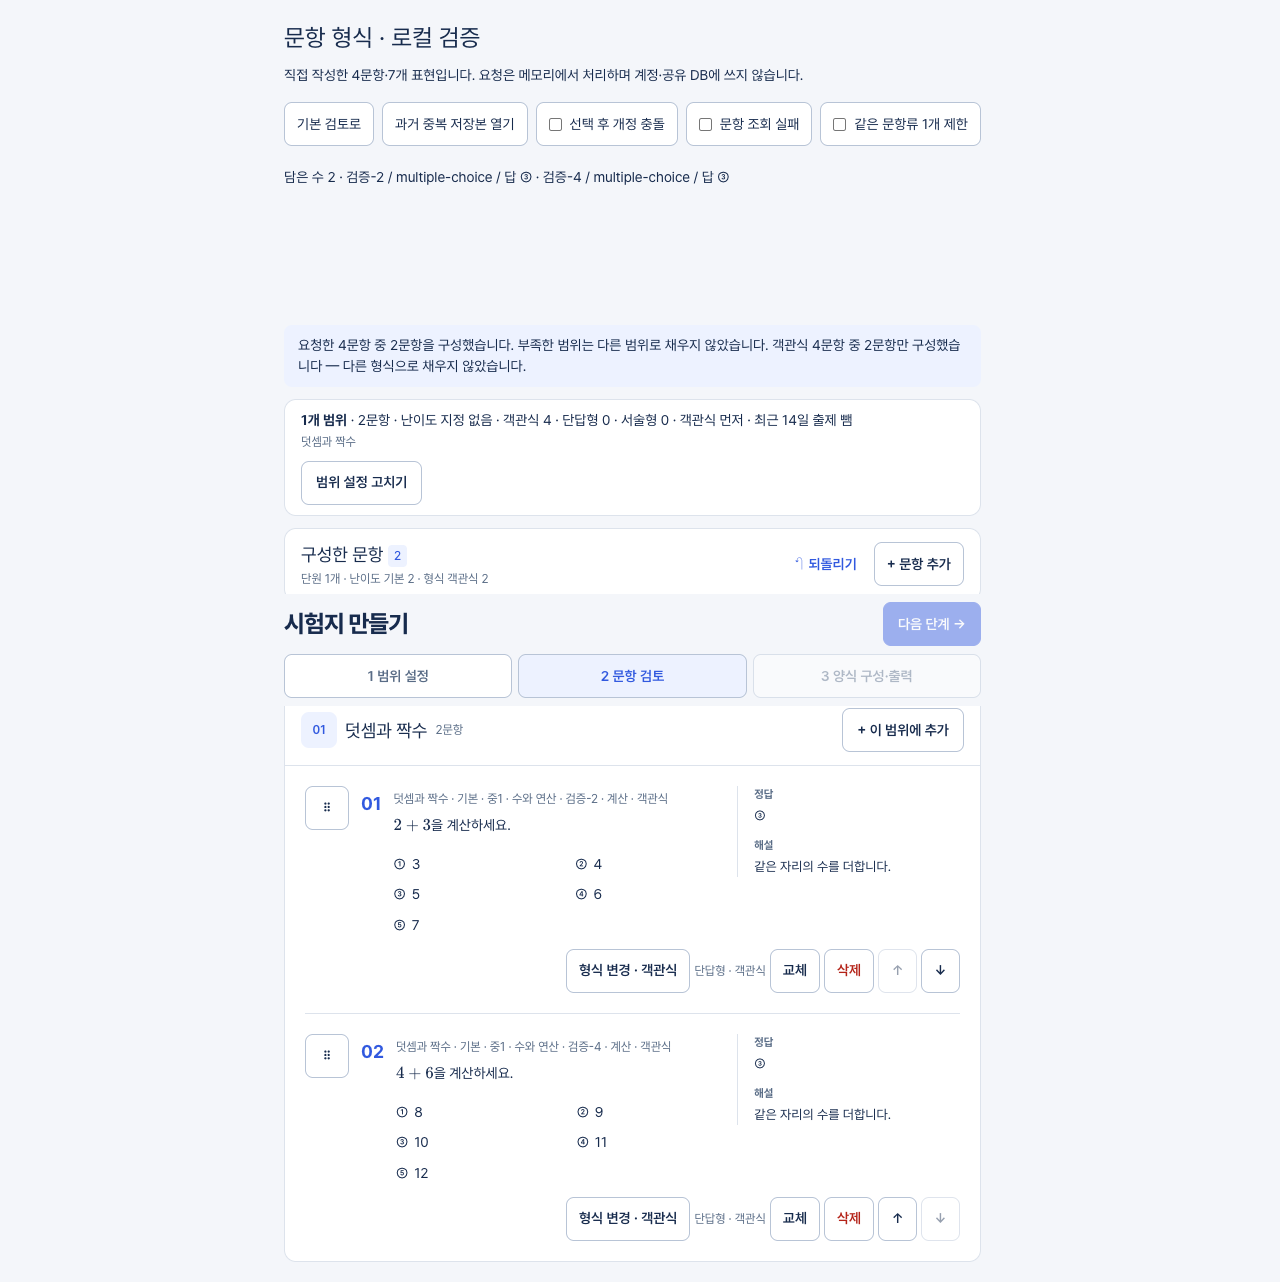 문항 형식 · 로컬 검증
직접 작성한 4문항·7개 표현입니다. 요청은 메모리에서 처리하며 계정·공유 DB에 쓰지 않습니다.
기본 검토로
과거 중복 저장본 열기
선택 후 개정 충돌
문항 조회 실패
같은 문항류 1개 제한
담은 수 2 · 검증-2 / multiple-choice / 답 ③ · 검증-4 / multiple-choice / 답 ③
요청한 4문항 중 2문항을 구성했습니다. 부족한 범위는 다른 범위로 채우지 않았습니다. 객관식 4문항 중 2문항만 구성했습
니다 — 다른 형식으로 채우지 않았습니다.
1개 범위 · 2문항 · 난이도 지정 없음 · 객관식 4 · 단답형 0 · 서술형 0 · 객관식 먼저 · 최근 14일 출제 뺌
덧셈과 짝수
범위 설정 고치기
구성한 문항 2
단원 1개 · 난이도 기본 2 · 형식 객관식 2
되돌리기
+ 문항 추가
시험지 만들기
다음 단계 →
1 범위 설정
2 문항 검토
3 양식 구성·출력
01 덧셈과 짝수 2문항
+ 이 범위에 추가
01 덧셈과 짝수 · 기본 · 중1 · 수와 연산 · 검증-2 · 계산 · 객관식
2 + 3을 계산하세요.
① 3
② 4
③ 5
④ 6
⑤ 7
정답
③
해설
같은 자리의 수를 더합니다.
형식 변경 · 객관식
단답형 · 객관식
교체
삭제
↑
↓
02 덧셈과 짝수 · 기본 · 중1 · 수와 연산 · 검증-4 · 계산 · 객관식
4 + 6을 계산하세요.
① 8
② 9
③ 10
④ 11
⑤ 12
정답
③
해설
같은 자리의 수를 더합니다.
형식 변경 · 객관식
단답형 · 객관식
교체
삭제
↑
↓